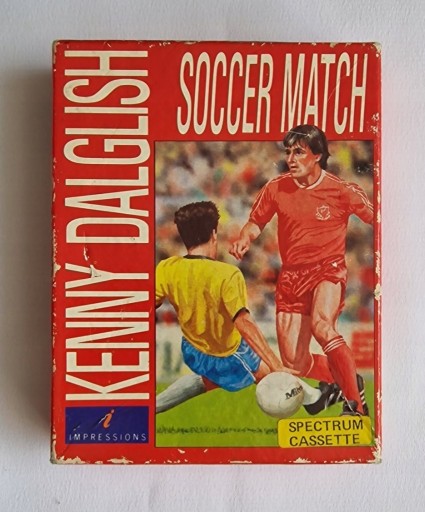 KENNY DALGLISH
SOCCER MATCH
i
IMPRESSIONS
SPECTRUM
CASSETTE